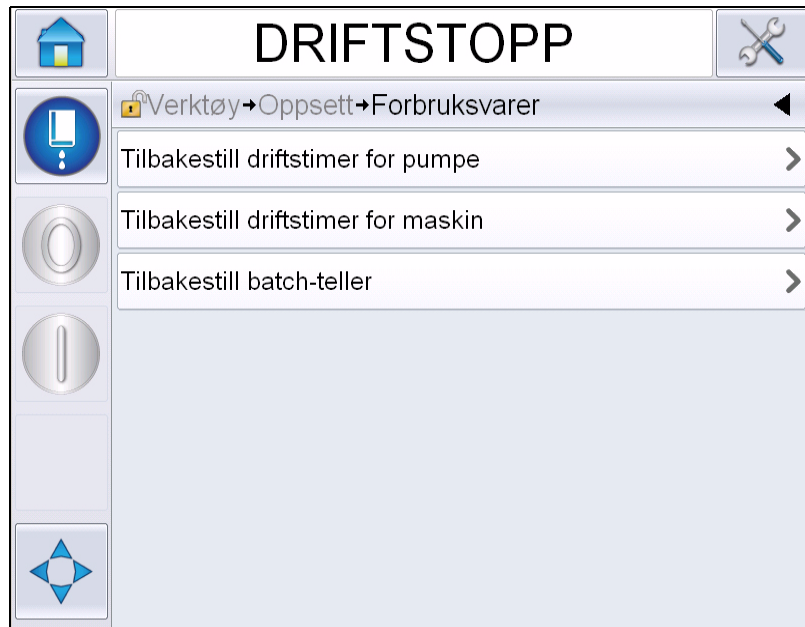 DRIFTSTOPP
Verktøy→Oppsett→Forbruksvarer
Tilbakestill driftstimer for pumpe
Tilbakestill driftstimer for maskin
Tilbakestill batch-teller